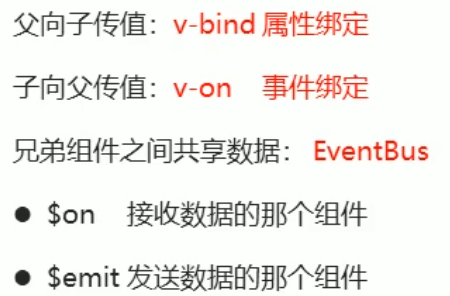 父向子传值：v-bind 属性绑定
子向父传值：v-on 事件绑定
兄弟组件之间共享数据： EventBus
● $on 接收数据的那个组件
● $emit 发送数据的那个组件